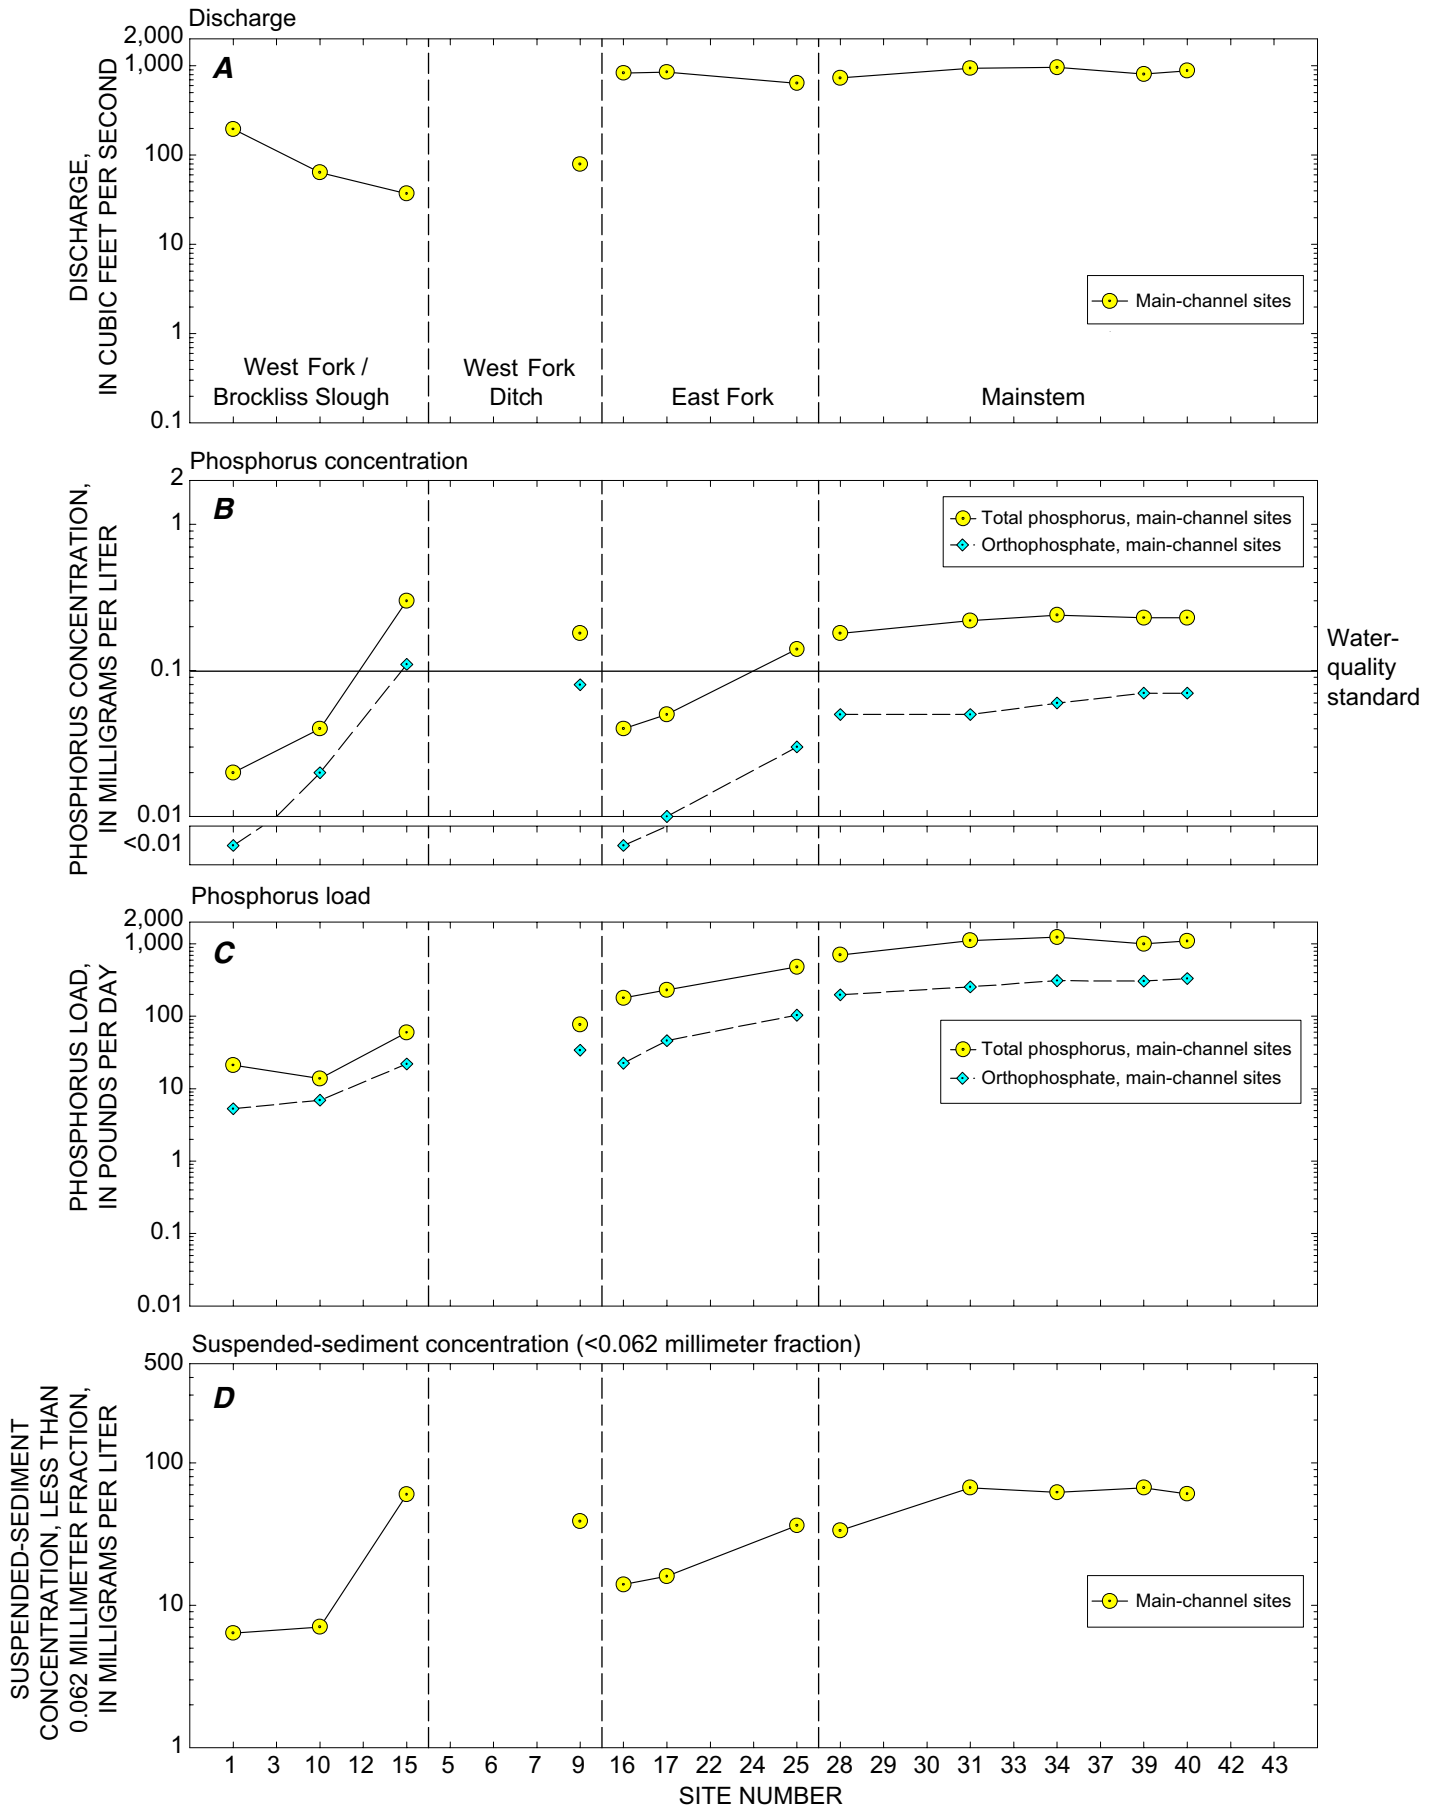 Discharge
2,000
1,000
100
10
1
0.1
DISCHARGE,
IN CUBIC FEET PER SECOND
A
Main-channel sites
West Fork /
Brockliss Slough
West Fork
Ditch
East Fork
Mainstem
Phosphorus concentration
2
1
0.1
0.01
<0.01
PHOSPHORUS CONCENTRATION,
IN MILLIGRAMS PER LITER
B
Total phosphorus, main-channel sites
Orthophosphate, main-channel sites
Water-
quality
standard
Phosphorus load
2,000
1,000
100
10
1
0.1
0.01
PHOSPHORUS LOAD,
IN POUNDS PER DAY
C
Total phosphorus, main-channel sites
Orthophosphate, main-channel sites
Suspended-sediment concentration (<0.062 millimeter fraction)
500
100
10
1
SUSPENDED-SEDIMENT
CONCENTRATION, LESS THAN
0.062 MILLIMETER FRACTION,
IN MILLIGRAMS PER LITER
D
Main-channel sites
1 3 10 12 15 5 6 7 9 16 17 22 24 25 28 29 30 31 33 34 37 39 40 42 43
SITE NUMBER